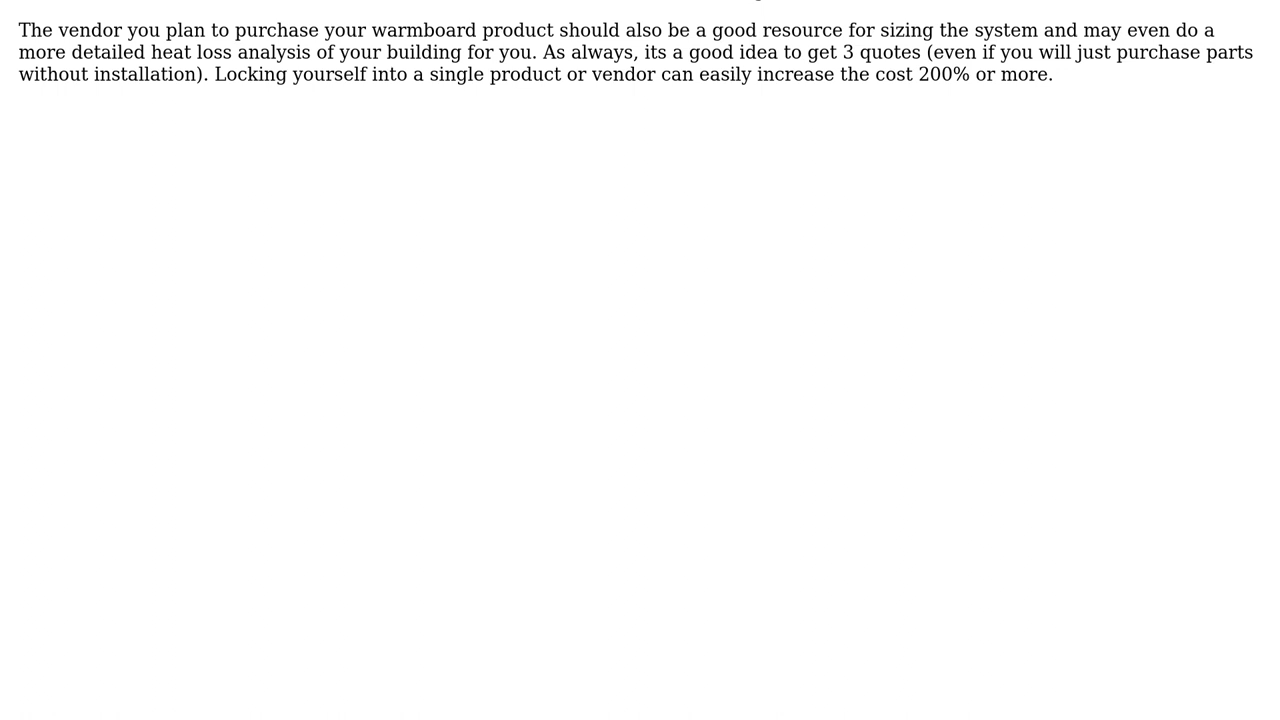 The vendor you plan to purchase your warmboard product should also be a good resource for sizing the system and may even do a
more detailed heat loss analysis of your building for you. As always, its a good idea to get 3 quotes (even if you will just purchase parts
without installation). Locking yourself into a single product or vendor can easily increase the cost 200% or more.